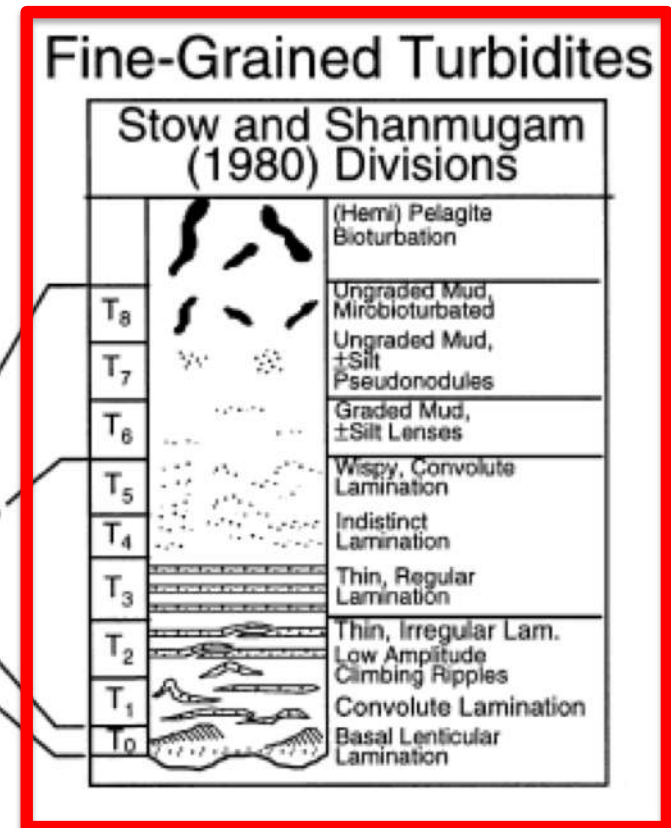 Fine-Grained Turbidites
Stow and Shanmugam
(1980) Divisions
(Hemi) Pelagite
Bioturbation
T8
Ungraded Mud,
Mirobioturbated
T7
Ungraded Mud,
±Silt
Pseudonodules
T6
Graded Mud,
±Silt Lenses
T5
Wispy, Convolute
Lamination
T4
Indistinct
Lamination
T3
Thin, Regular
Lamination
T2
Thin, Irregular Lam.
Low Amplitude
Climbing Ripples
T1
Convolute Lamination
T0
Basal Lenticular
Lamination